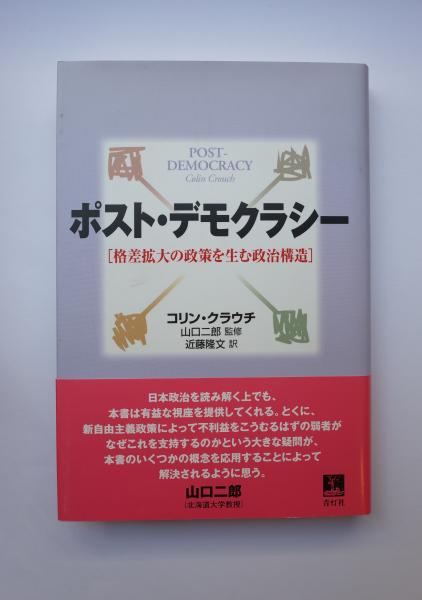 POST-
DEMOCRACY
Colin Crouch
ポスト・デモクラシー
[格差拡大の政策を生む政治構造]
コリン・クラウチ
山口二郎 監修
近藤隆文 訳
日本政治を読み解く上でも、
本書は有益な視座を提供してくれる。とくに、
新自由主義政策によって不利益をこうむるはずの弱者が
なぜこれを支持するのかという大きな疑問が、
本書のいくつかの概念を応用することによって
解決されるように思う。
山口二郎
(北海道大学教授)
青灯社